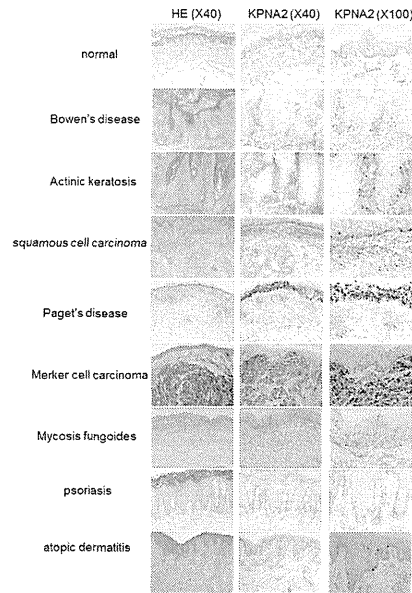 HE (X40) KPNA2 (X40) KPNA2 (X100)
normal
Bowen's disease
Actinic keratosis
squamous cell carcinoma
Paget's disease
Merker cell carcinoma
Mycosis fungoides
psoriasis
atopic dermatitis